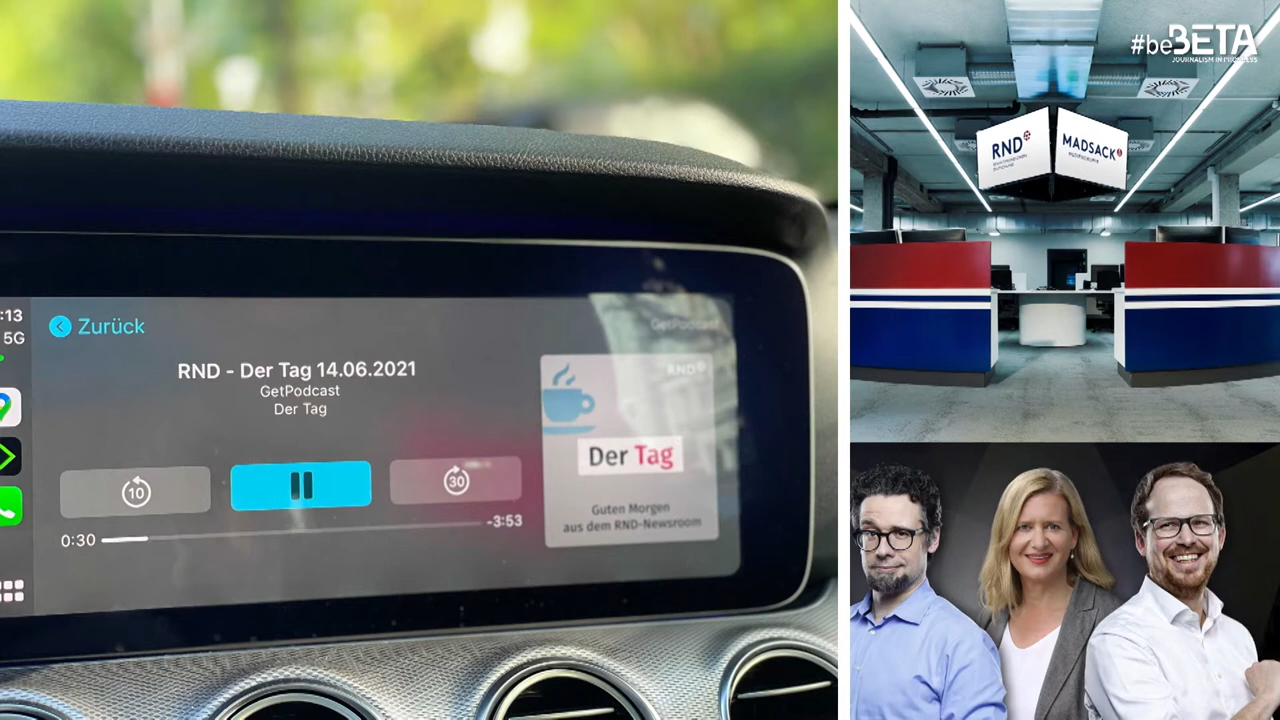 :13
5G
Zurück
GetPodcast
RND - Der Tag 14.06.2021
GetPodcast
Der Tag
10
30
0:30
-3:53
RND
Der Tag
Guten Morgen
aus dem RND-Newsroom
#beBETA
JOURNALISM IN PROGRESS
RND
MADSACK